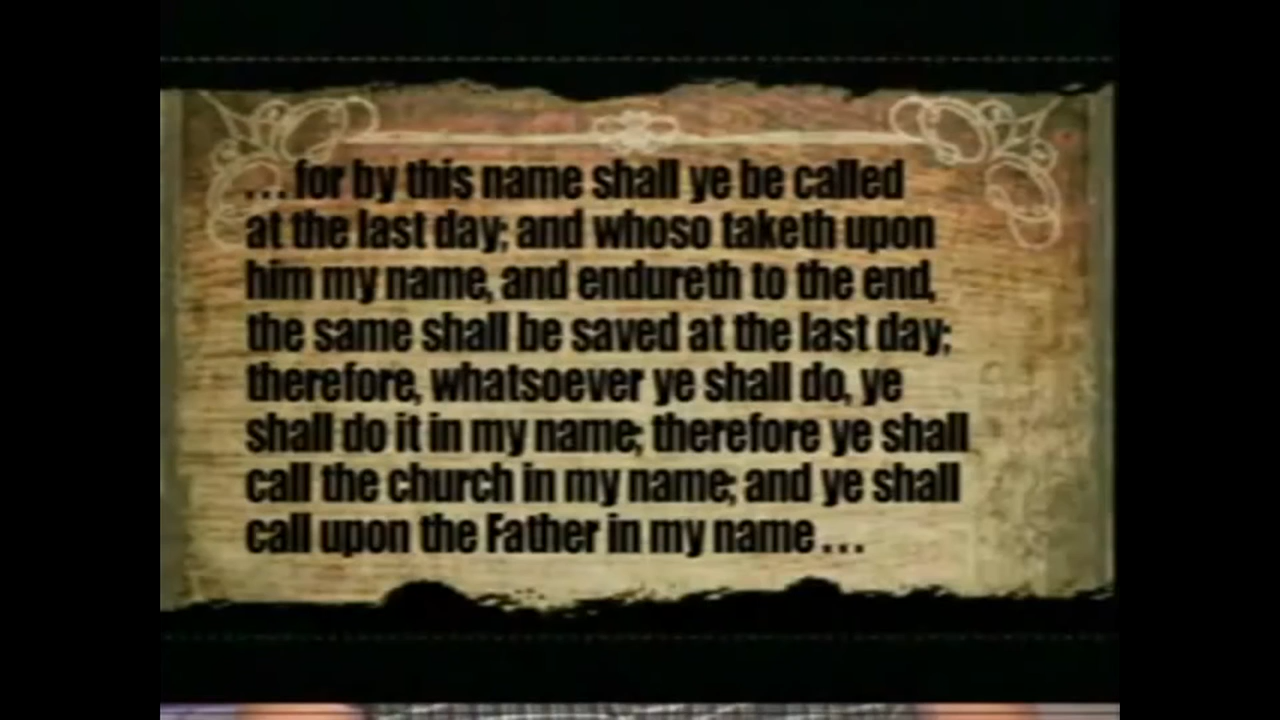 ...for by this name shall ye be called
at the last day; and whoso taketh upon
him my name, and endureth to the end,
the same shall be saved at the last day;
therefore, whatsoever ye shall do, ye
shall do it in my name; therefore ye shall
call the church in my name; and ye shall
call upon the Father in my name...